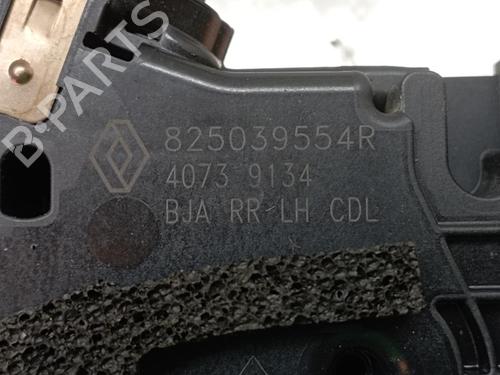 B-PARTS
825039554R
4073 9134
BJA RR-LH CDL